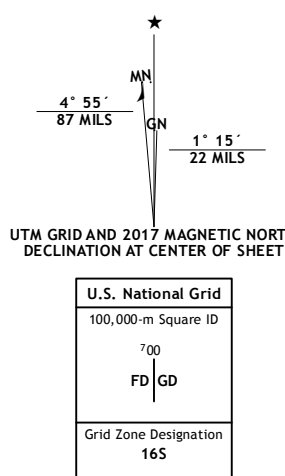 ★
MN
GN
4° 55´
87 MILS
1° 15´
22 MILS
UTM GRID AND 2017 MAGNETIC NORT
DECLINATION AT CENTER OF SHEET
U.S. National Grid
100,000-m Square ID
⁷00
FD GD
Grid Zone Designation
16S